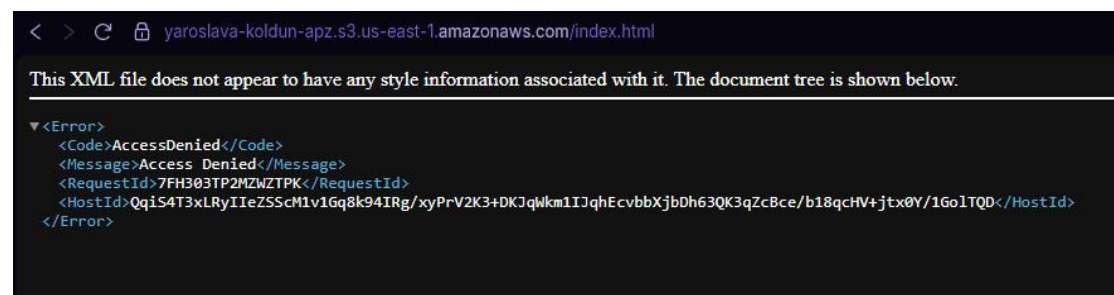 yaroslava-koldun-apz.s3.us-east-1.amazonaws.com/index.html
This XML file does not appear to have any style information associated with it. The document tree is shown below.
▼<Error>
<Code>AccessDenied</Code>
<Message>Access Denied</Message>
<RequestId>7FH303TP2MZWZTPK</RequestId>
<HostId>QqiS4T3xLRyIIeZSScM1v1Gq8k94IRg/xyPrV2K3+DKJqWkm1IJqhEcvbbXjbDh63QK3qZcBce/b18qcHV+jtx0Y/1GolTQD</HostId>
</Error>